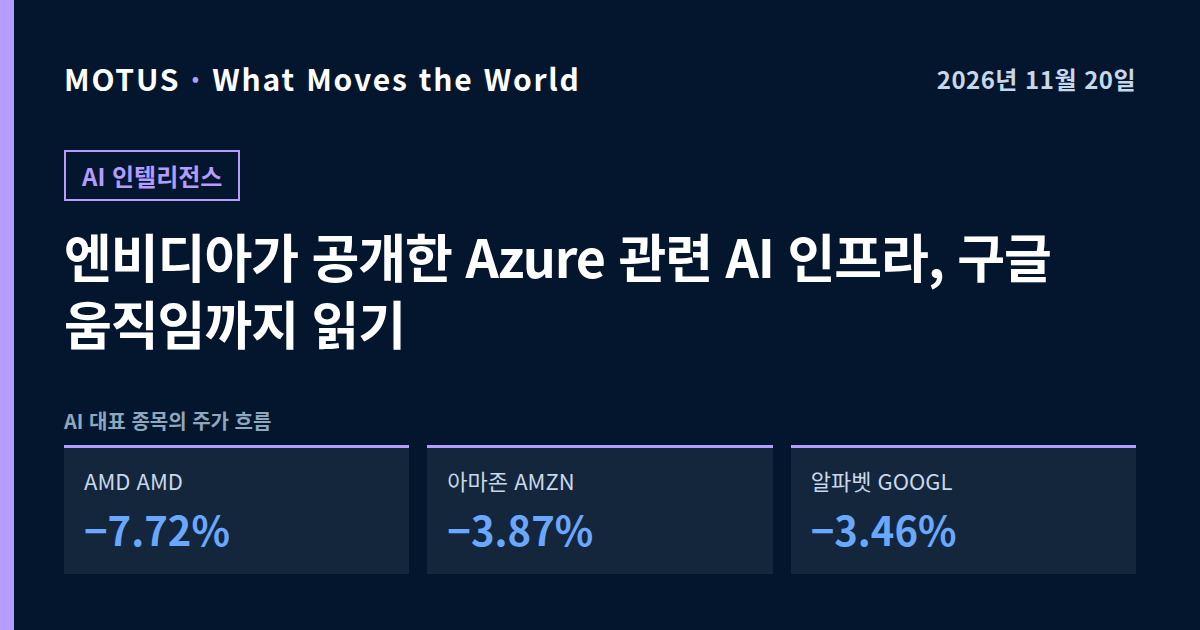 MOTUS · What Moves the World
2026년 11월 20일
AI 인텔리전스
엔비디아가 공개한 Azure 관련 AI 인프라, 구글
움직임까지 읽기
AI 대표 종목의 주가 흐름
AMD AMD
−7.72%
아마존 AMZN
−3.87%
알파벳 GOOGL
−3.46%